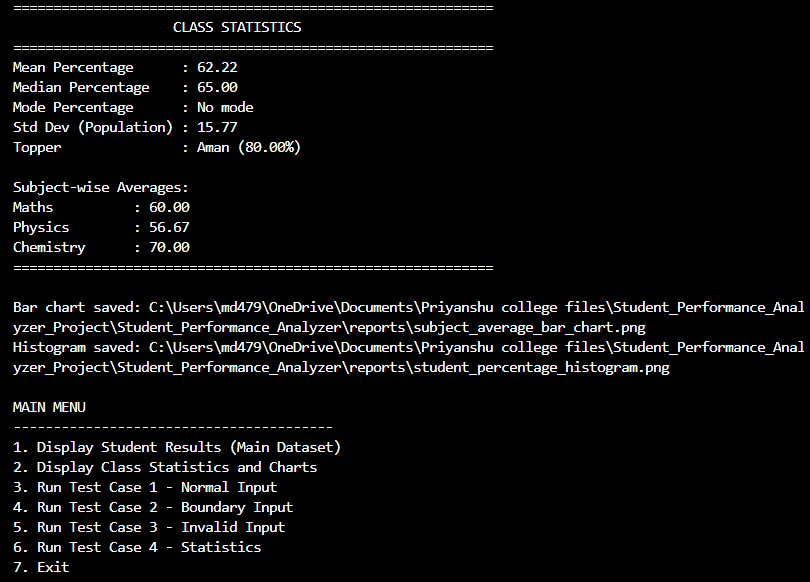 ============================================================
                    CLASS STATISTICS
============================================================
Mean Percentage      : 62.22
Median Percentage    : 65.00
Mode Percentage      : No mode
Std Dev (Population) : 15.77
Topper               : Aman (80.00%)

Subject-wise Averages:
Maths          : 60.00
Physics        : 56.67
Chemistry      : 70.00
============================================================

Bar chart saved: C:\Users\md479\OneDrive\Documents\Priyanshu college files\Student_Performance_Anal
yzer_Project\Student_Performance_Analyzer\reports\subject_average_bar_chart.png
Histogram saved: C:\Users\md479\OneDrive\Documents\Priyanshu college files\Student_Performance_Anal
yzer_Project\Student_Performance_Analyzer\reports\student_percentage_histogram.png

MAIN MENU
----------------------------------------
1. Display Student Results (Main Dataset)
2. Display Class Statistics and Charts
3. Run Test Case 1 - Normal Input
4. Run Test Case 2 - Boundary Input
5. Run Test Case 3 - Invalid Input
6. Run Test Case 4 - Statistics
7. Exit